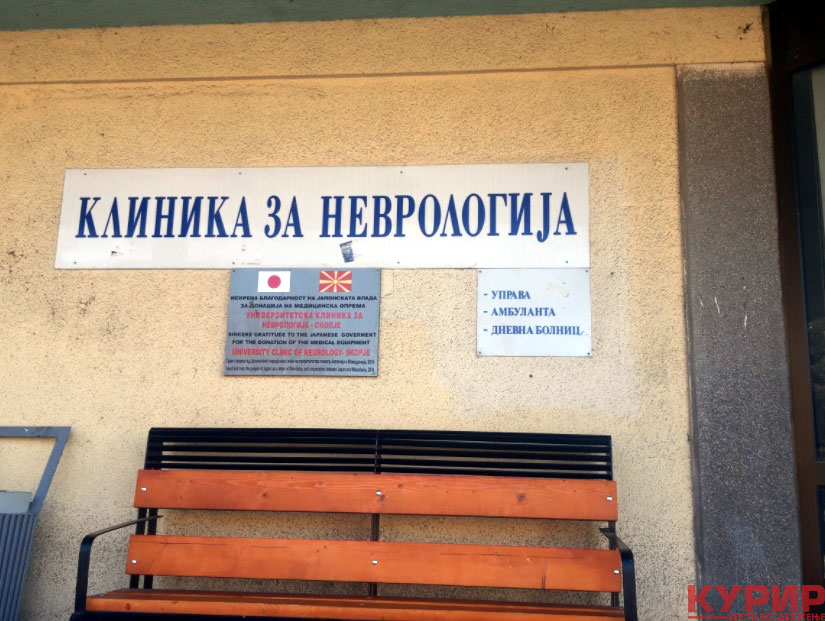 КЛИНИКА ЗА НЕВРОЛОГИЈА
ИСКРЕНА БЛАГОДАРНОСТ НА ЈАПОНСКАТА ВЛАДА
ЗА ДОНАЦИЈА НА МЕДИЦИНСКА ОПРЕМА
УНИВЕРЗИТЕТСКА КЛИНИКА ЗА
НЕВРОЛОГИЈА - СКОПЈЕ
SINCERE GRATITUDE TO THE JAPANESE GOVERMENT
FOR THE DONATION OF THE MEDICAL EQUIPMENT
UNIVERSITY CLINIC OF NEUROLOGY- SKOPJE
- УПРАВА
- АМБУЛАНТА
- ДНЕВНА БОЛНИЦ
КУРИР